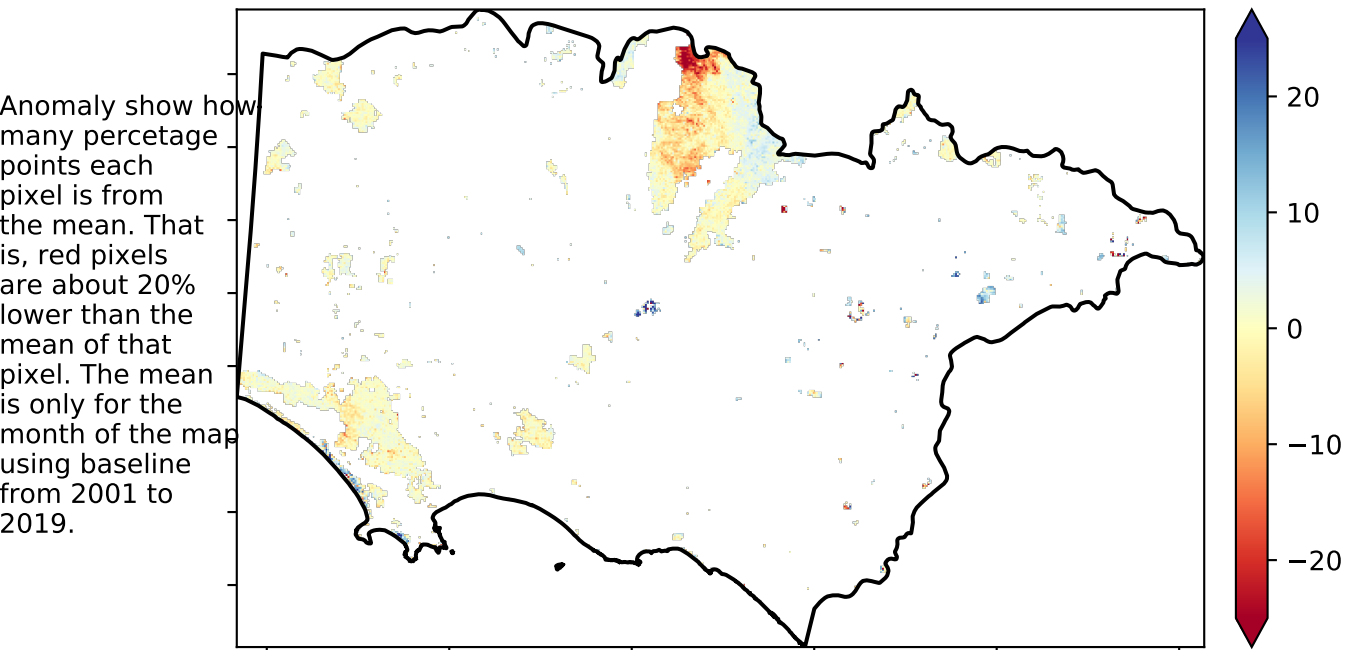 Anomaly show how
many percetage
points each
pixel is from
the mean. That
is, red pixels
are about 20%
lower than the
mean of that
pixel. The mean
is only for the
month of the map
using baseline
from 2001 to
2019.
20
10
0
−10
−20